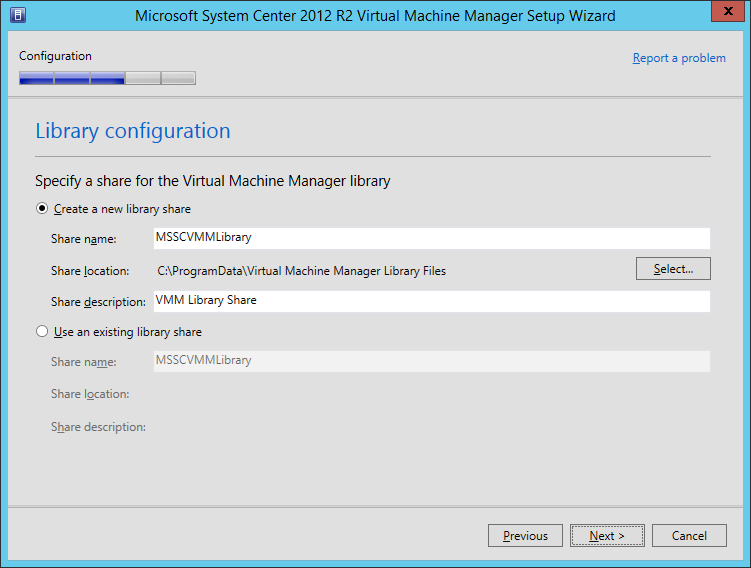 Microsoft System Center 2012 R2 Virtual Machine Manager Setup Wizard
x
Configuration
Report a problem
Library configuration
Specify a share for the Virtual Machine Manager library
Create a new library share
Share name: MSSCVMMLibrary
Share location: C:\ProgramData\Virtual Machine Manager Library Files Select...
Share description: VMM Library Share
Use an existing library share
Share name: MSSCVMMLibrary
Share location:
Share description:
Previous Next > Cancel